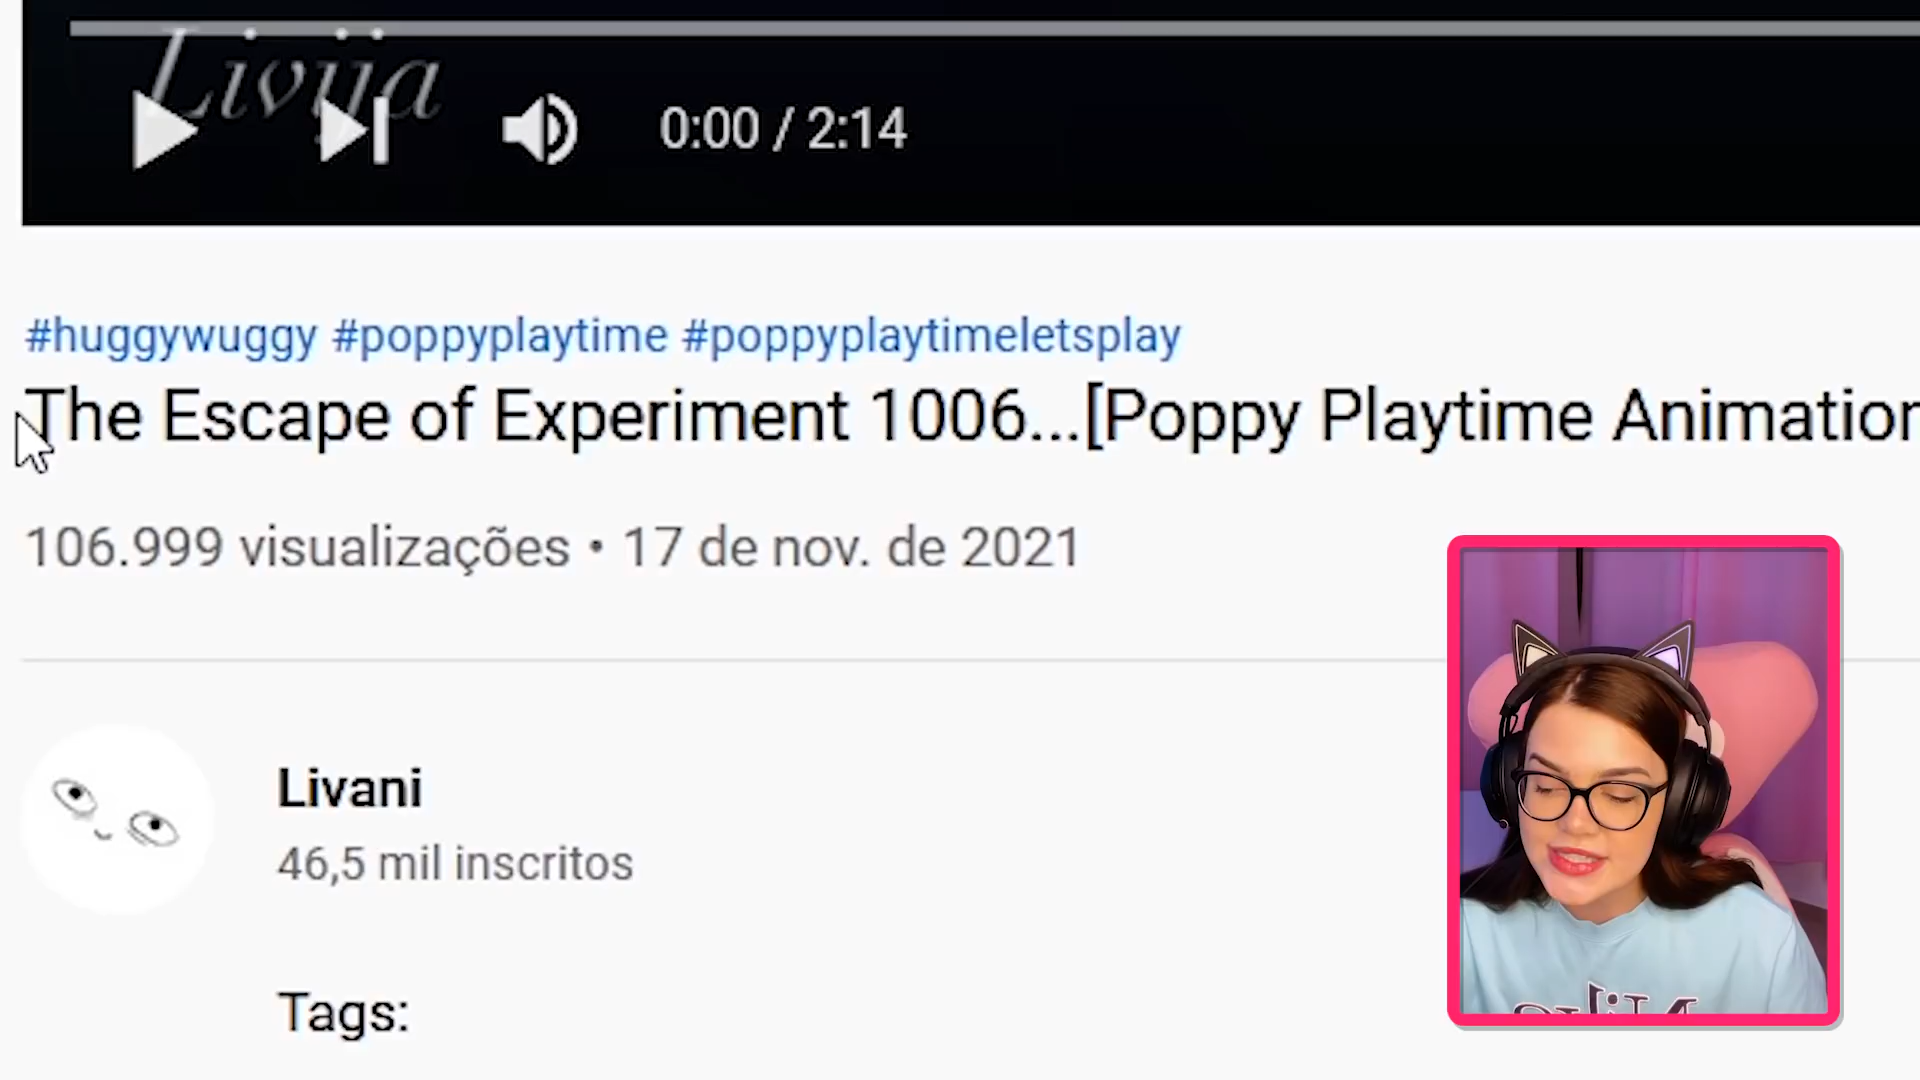 Livija
0:00 / 2:14
#huggywuggy #poppyplaytime #poppyplaytimeletsplay
The Escape of Experiment 1006...[Poppy Playtime Animation
106.999 visualizações • 17 de nov. de 2021
Livani
46,5 mil inscritos
Tags: